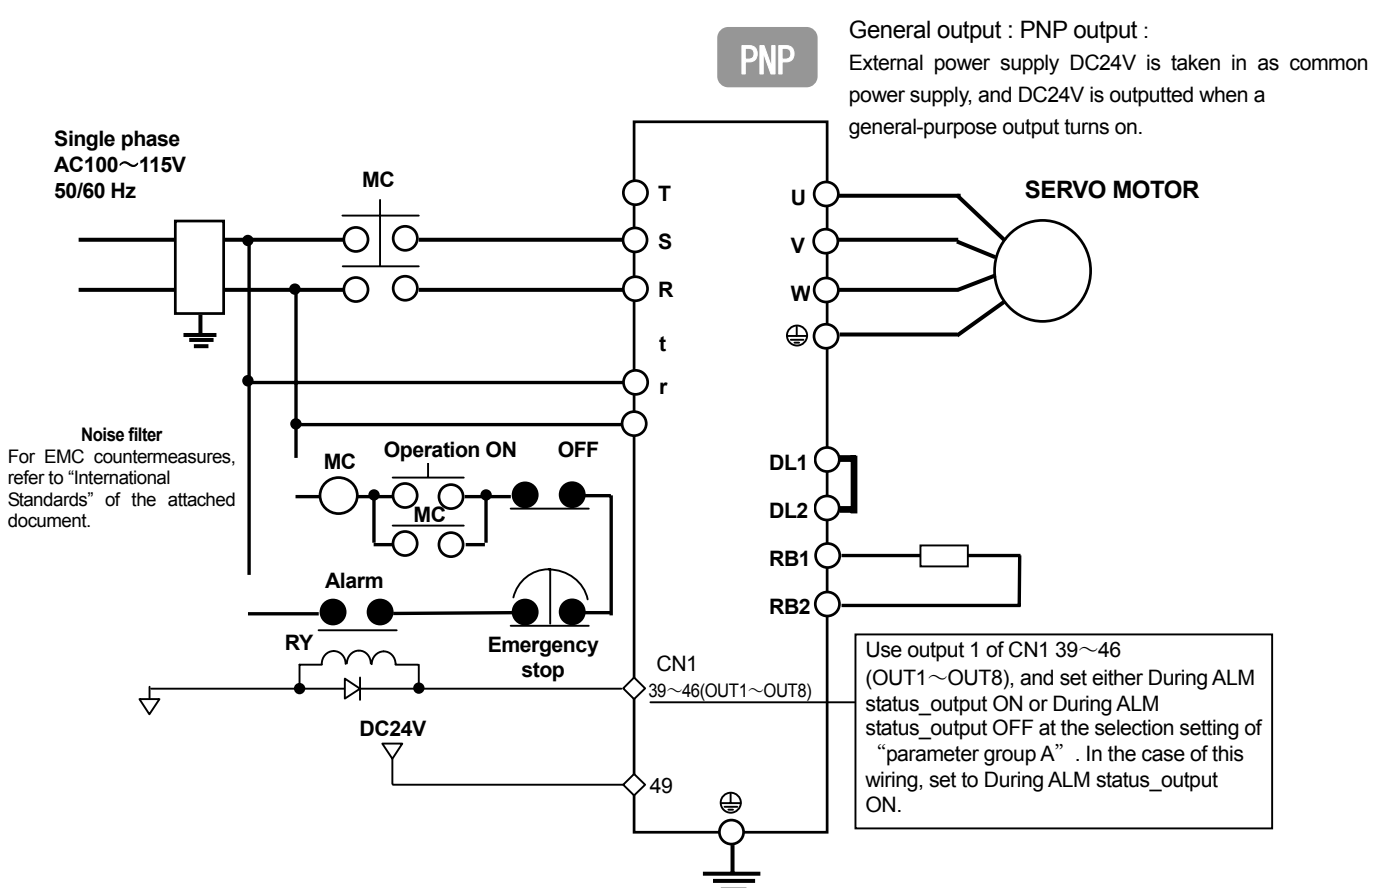 PNP
General output : PNP output :
External power supply DC24V is taken in as common
power supply, and DC24V is outputted when a
general-purpose output turns on.
Single phase
AC100～115V
50/60 Hz
MC
T
S
R
t
r
U
V
W
SERVO MOTOR
Noise filter
For EMC countermeasures,
refer to “International
Standards” of the attached
document.
MC
Operation ON
OFF
MC
DL1
DL2
RB1
RB2
Alarm
RY
Emergency
stop
CN1
39～46(OUT1～OUT8)
DC24V
49
Use output 1 of CN1 39～46
(OUT1～OUT8), and set either During ALM
status_output ON or During ALM
status_output OFF at the selection setting of
“parameter group A” . In the case of this
wiring, set to During ALM status_output
ON.